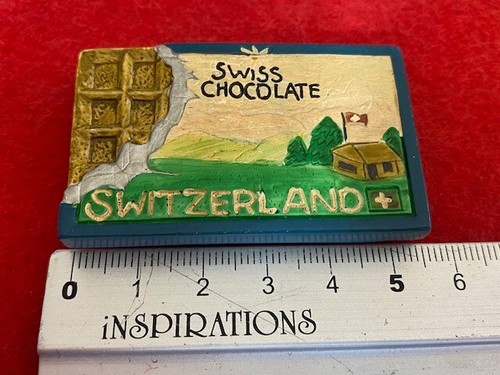 SWISS
CHOCOLATE
SWITZERLAND
0 1 2 3 4 5 6
iNSPIRATIONS